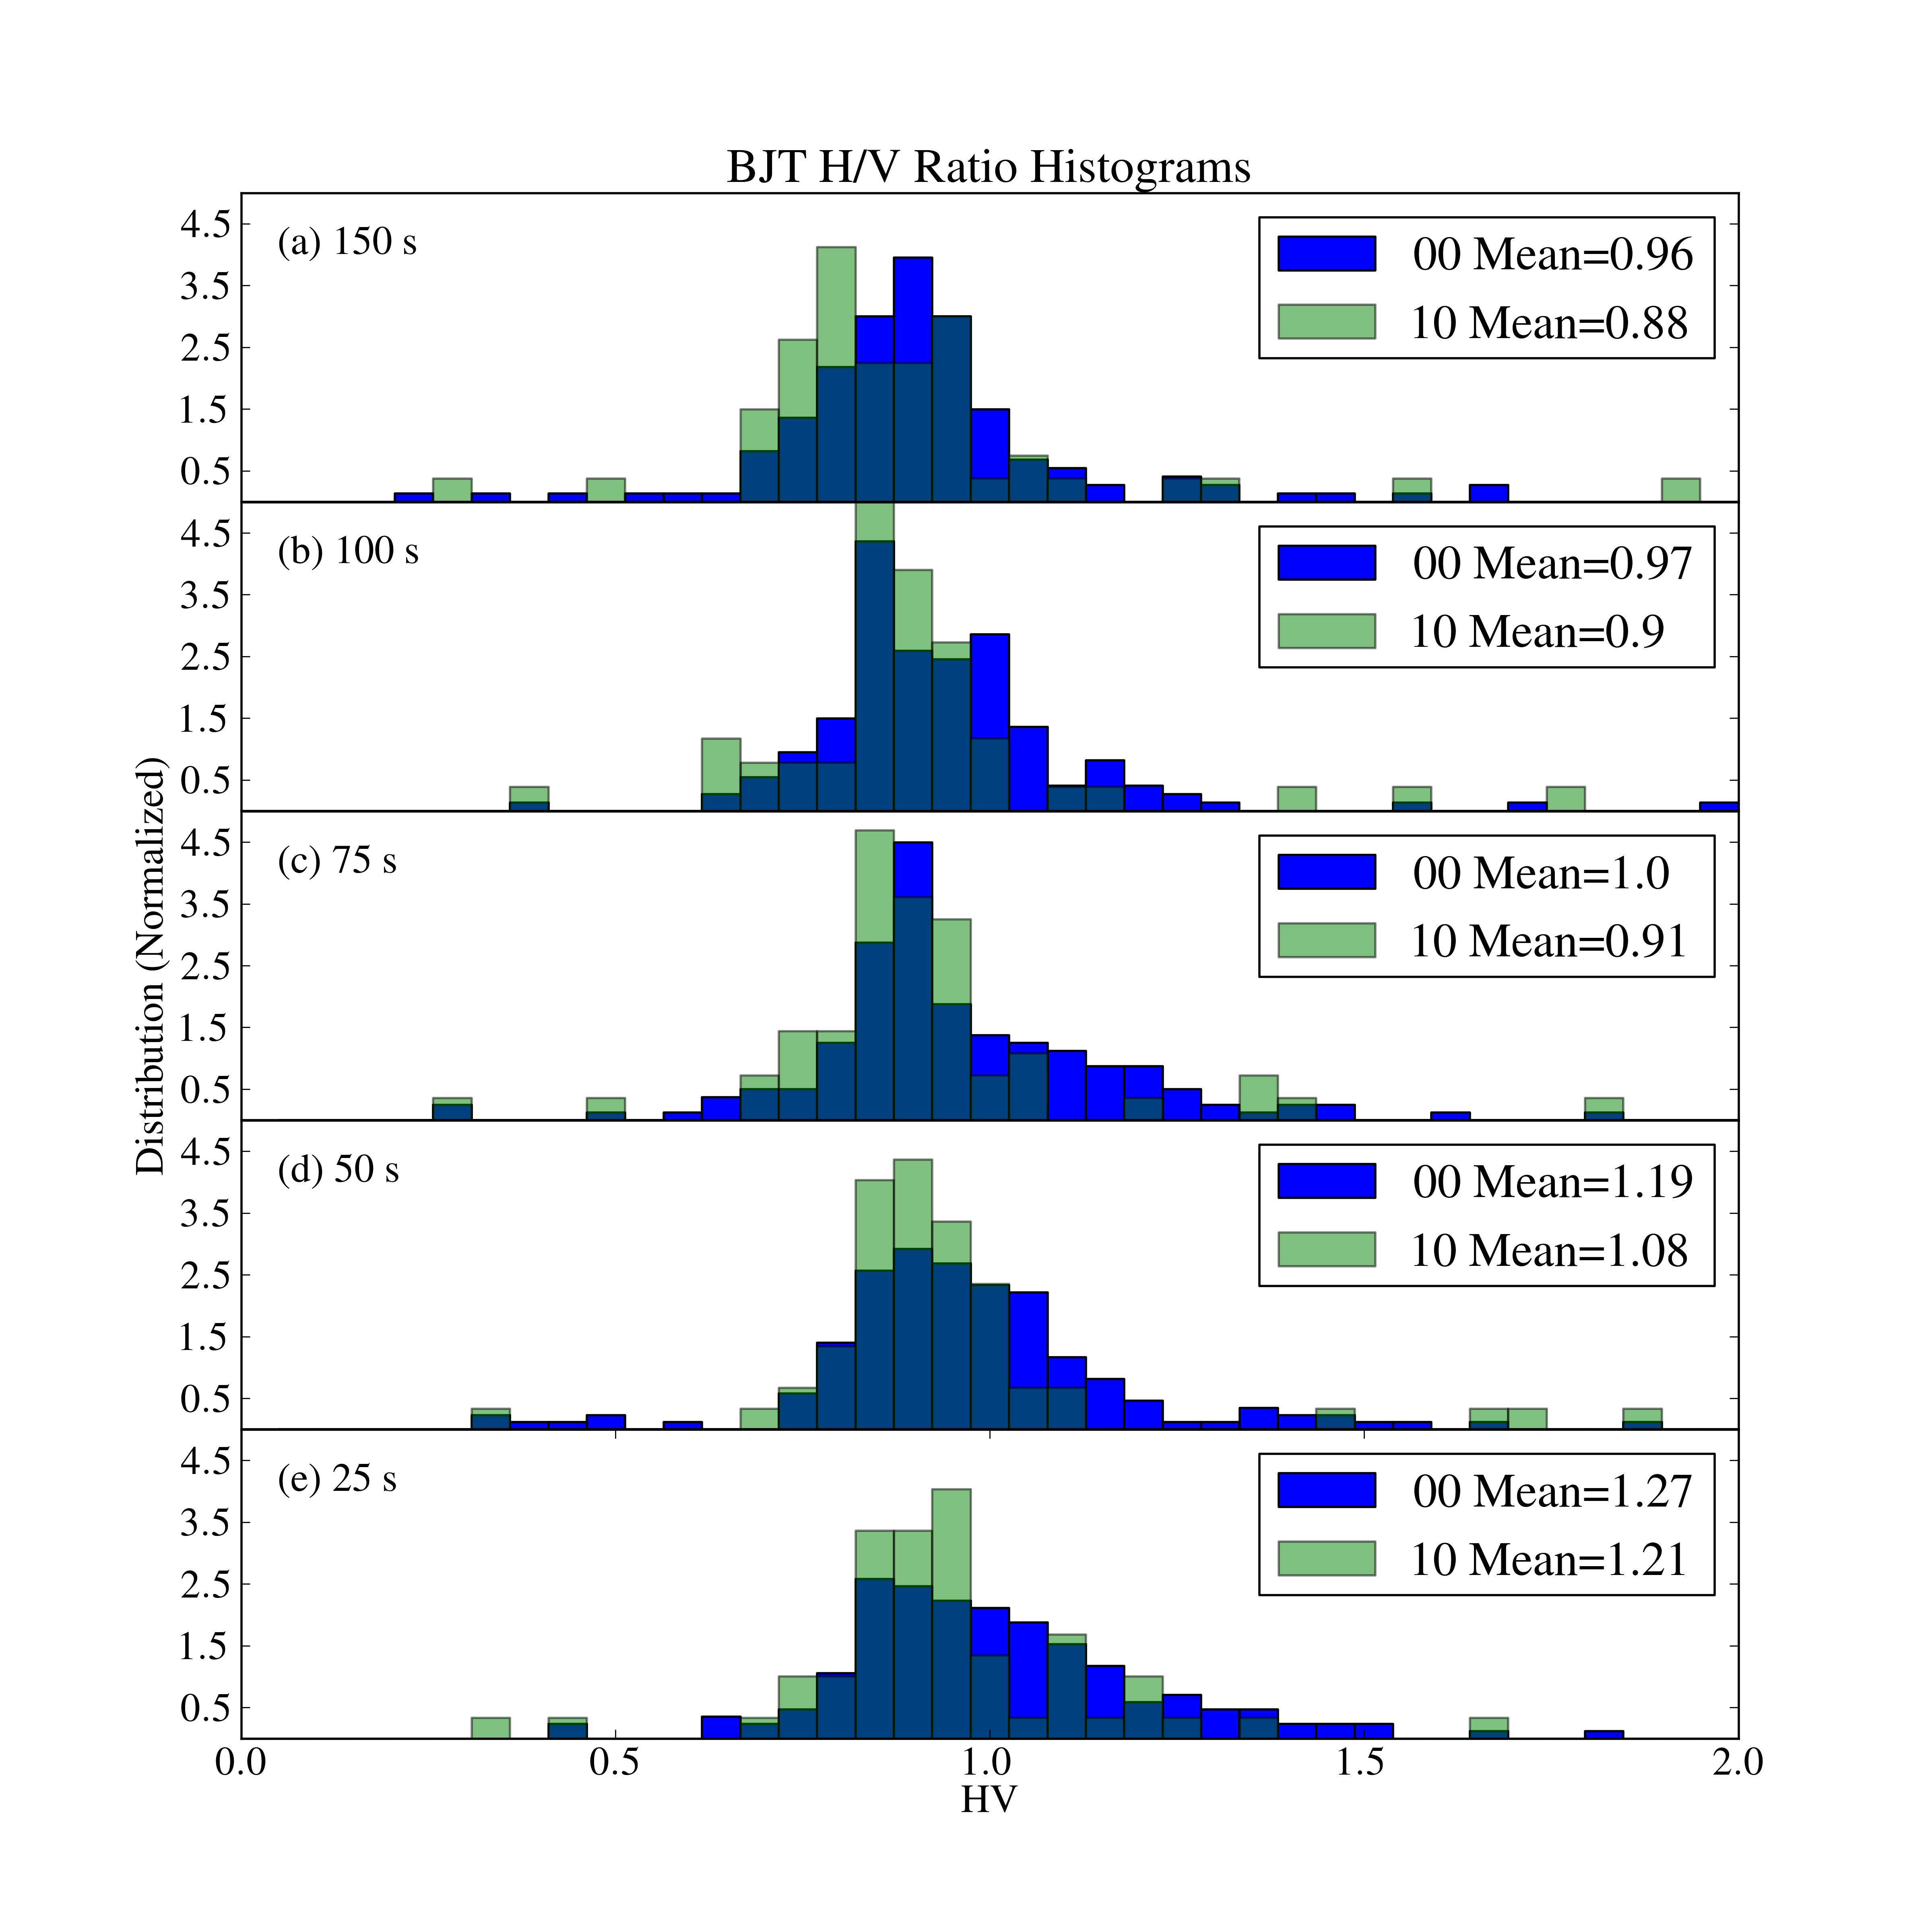 BJT H/V Ratio Histograms
Distribution (Normalized)
4.5
3.5
2.5
1.5
0.5
(a) 150 s
00 Mean=0.96
10 Mean=0.88
4.5
3.5
2.5
1.5
0.5
(b) 100 s
00 Mean=0.97
10 Mean=0.9
4.5
3.5
2.5
1.5
0.5
(c) 75 s
00 Mean=1.0
10 Mean=0.91
4.5
3.5
2.5
1.5
0.5
(d) 50 s
00 Mean=1.19
10 Mean=1.08
4.5
3.5
2.5
1.5
0.5
(e) 25 s
00 Mean=1.27
10 Mean=1.21
0.0 0.5 1.0 1.5 2.0
HV